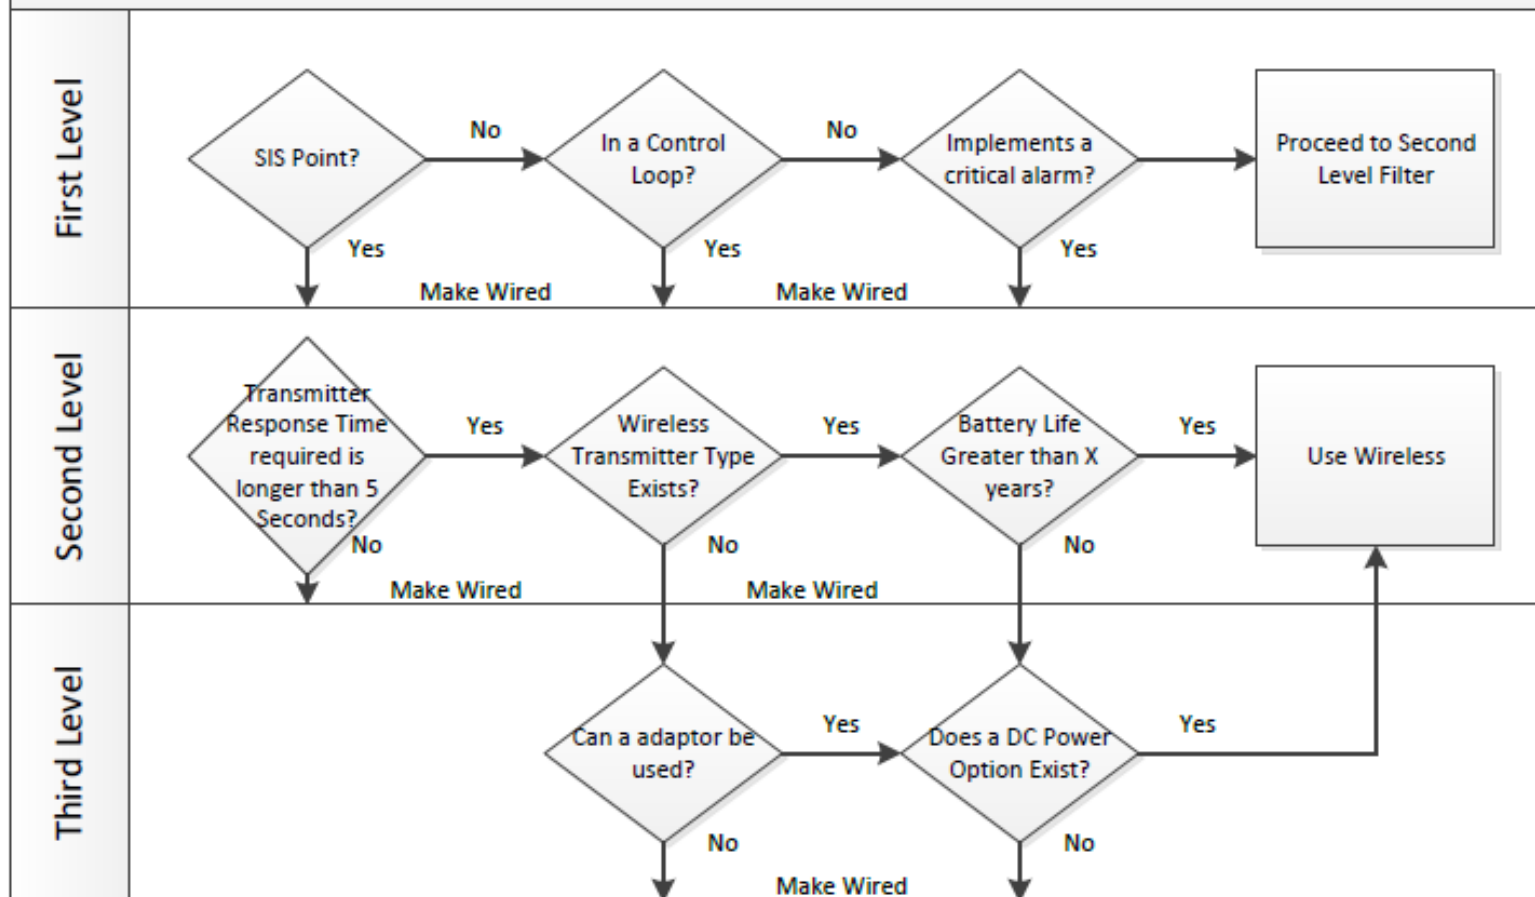 First Level
SIS Point?
No
In a Control
Loop?
No
Implements a
critical alarm?
Proceed to Second
Level Filter
Yes
Yes
Yes
Make Wired
Make Wired
Second Level
Transmitter
Response Time
required is
longer than 5
Seconds?
Yes
Wireless
Transmitter Type
Exists?
Yes
Battery Life
Greater than X
years?
Yes
Use Wireless
No
No
No
Make Wired
Make Wired
Third Level
Can a adaptor be
used?
Yes
Does a DC Power
Option Exist?
Yes
No
No
Make Wired